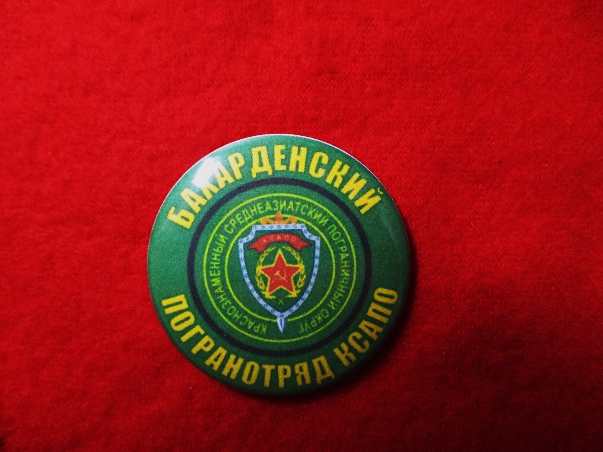 БАХАРДЕНСКИЙ
ПОГРАНОТРЯД КСАПО
КРАСНОЗНАМЕННЫЙ СРЕДНЕАЗИАТСКИЙ ПОГРАНИЧНЫЙ ОКРУГ
КСАПО